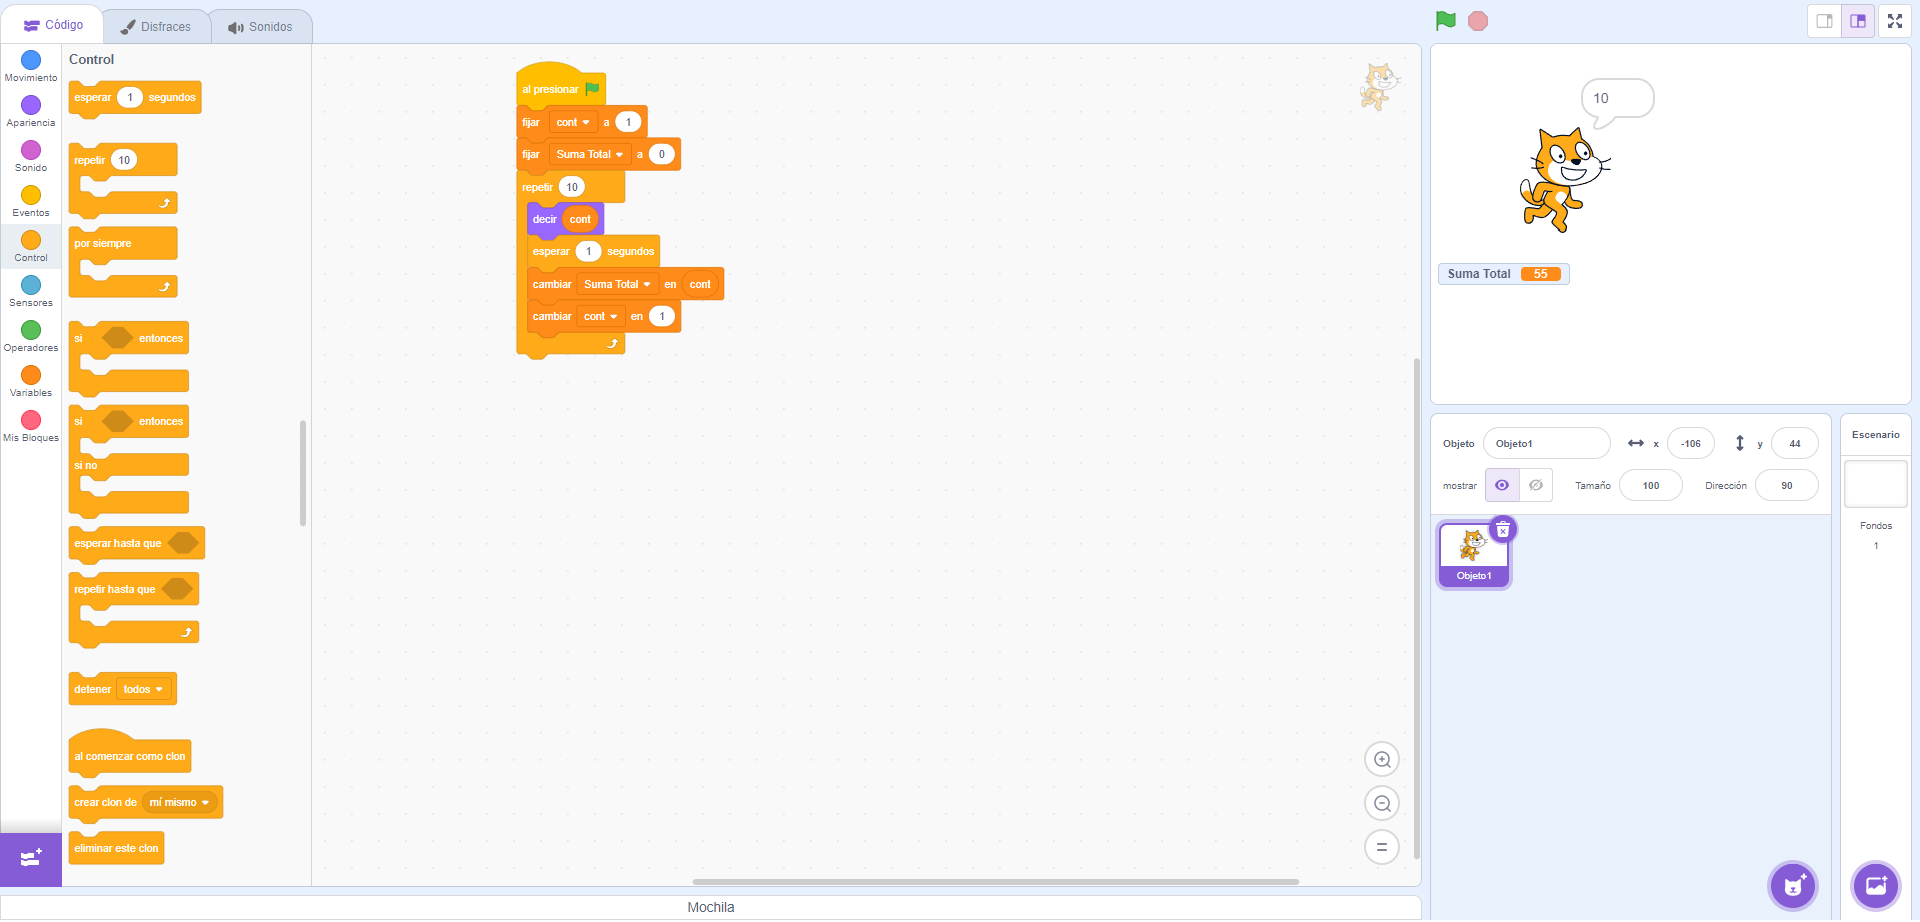 Código
Disfraces
Sonidos
Movimiento
Apariencia
Sonido
Eventos
Control
Sensores
Operadores
Variables
Mis Bloques
Control
esperar 1 segundos
repetir 10
por siempre
si entonces
si entonces
si no
esperar hasta que
repetir hasta que
detener todos
al comenzar como clon
crear clon de mí mismo
eliminar este clon
al presionar
fijar cont a 1
fijar Suma Total a 0
repetir 10
decir cont
esperar 1 segundos
cambiar Suma Total en cont
cambiar cont en 1
Mochila
10
Suma Total 55
Objeto Objeto1 x -106 y 44
mostrar Tamaño 100 Dirección 90
Objeto1
Escenario
Fondos
1